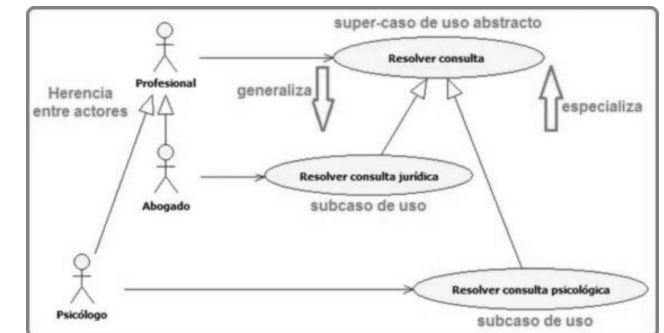 super-caso de uso abstracto
Resolver consulta
Profesional
Herencia
entre actores
generaliza
especializa
Resolver consulta jurídica
Abogado
subcaso de uso
Resolver consulta psicológica
Psicólogo
subcaso de uso